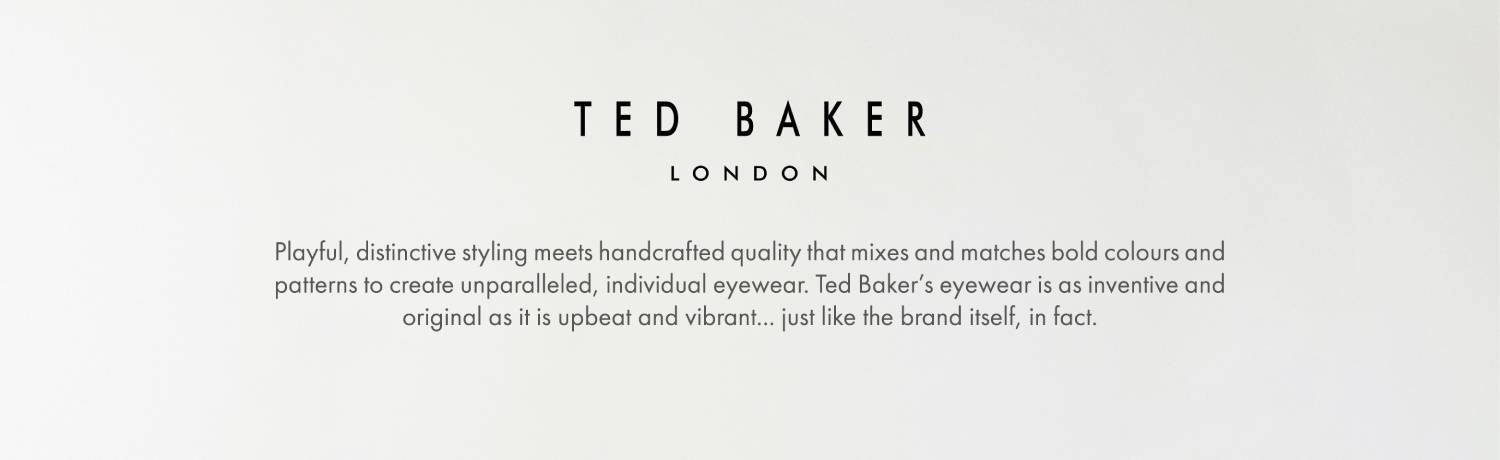 TED BAKER
LONDON
Playful, distinctive styling meets handcrafted quality that mixes and matches bold colours and
patterns to create unparalleled, individual eyewear. Ted Baker’s eyewear is as inventive and
original as it is upbeat and vibrant... just like the brand itself, in fact.